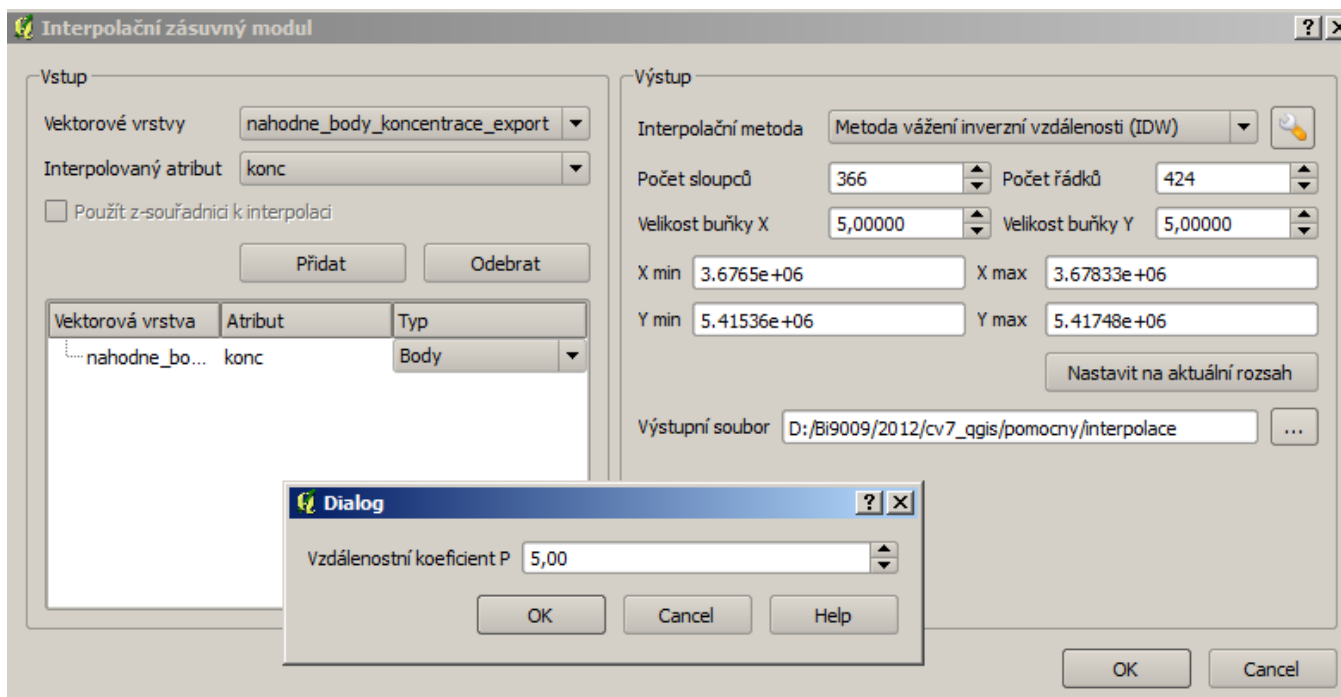 Interpolační zásuvný modul
Vstup
Vektorové vrstvy nahodne_body_koncentrace_export
Interpolovaný atribut konc
Použít z-souřadnici k interpolaci
Přidat Odebrat
Vektorová vrstva Atribut Typ
nahodne_bo... konc Body
Výstup
Interpolační metoda Metoda vážení inverzní vzdálenosti (IDW)
Počet sloupců 366 Počet řádků 424
Velikost buňky X 5,00000 Velikost buňky Y 5,00000
X min 3.6765e+06 X max 3.67833e+06
Y min 5.41536e+06 Y max 5.41748e+06
Nastavit na aktuální rozsah
Výstupní soubor D:/Bi9009/2012/cv7_qgis/pomocny/interpolace ...
Dialog
Vzdálenostní koeficient P 5,00
OK Cancel Help
OK Cancel